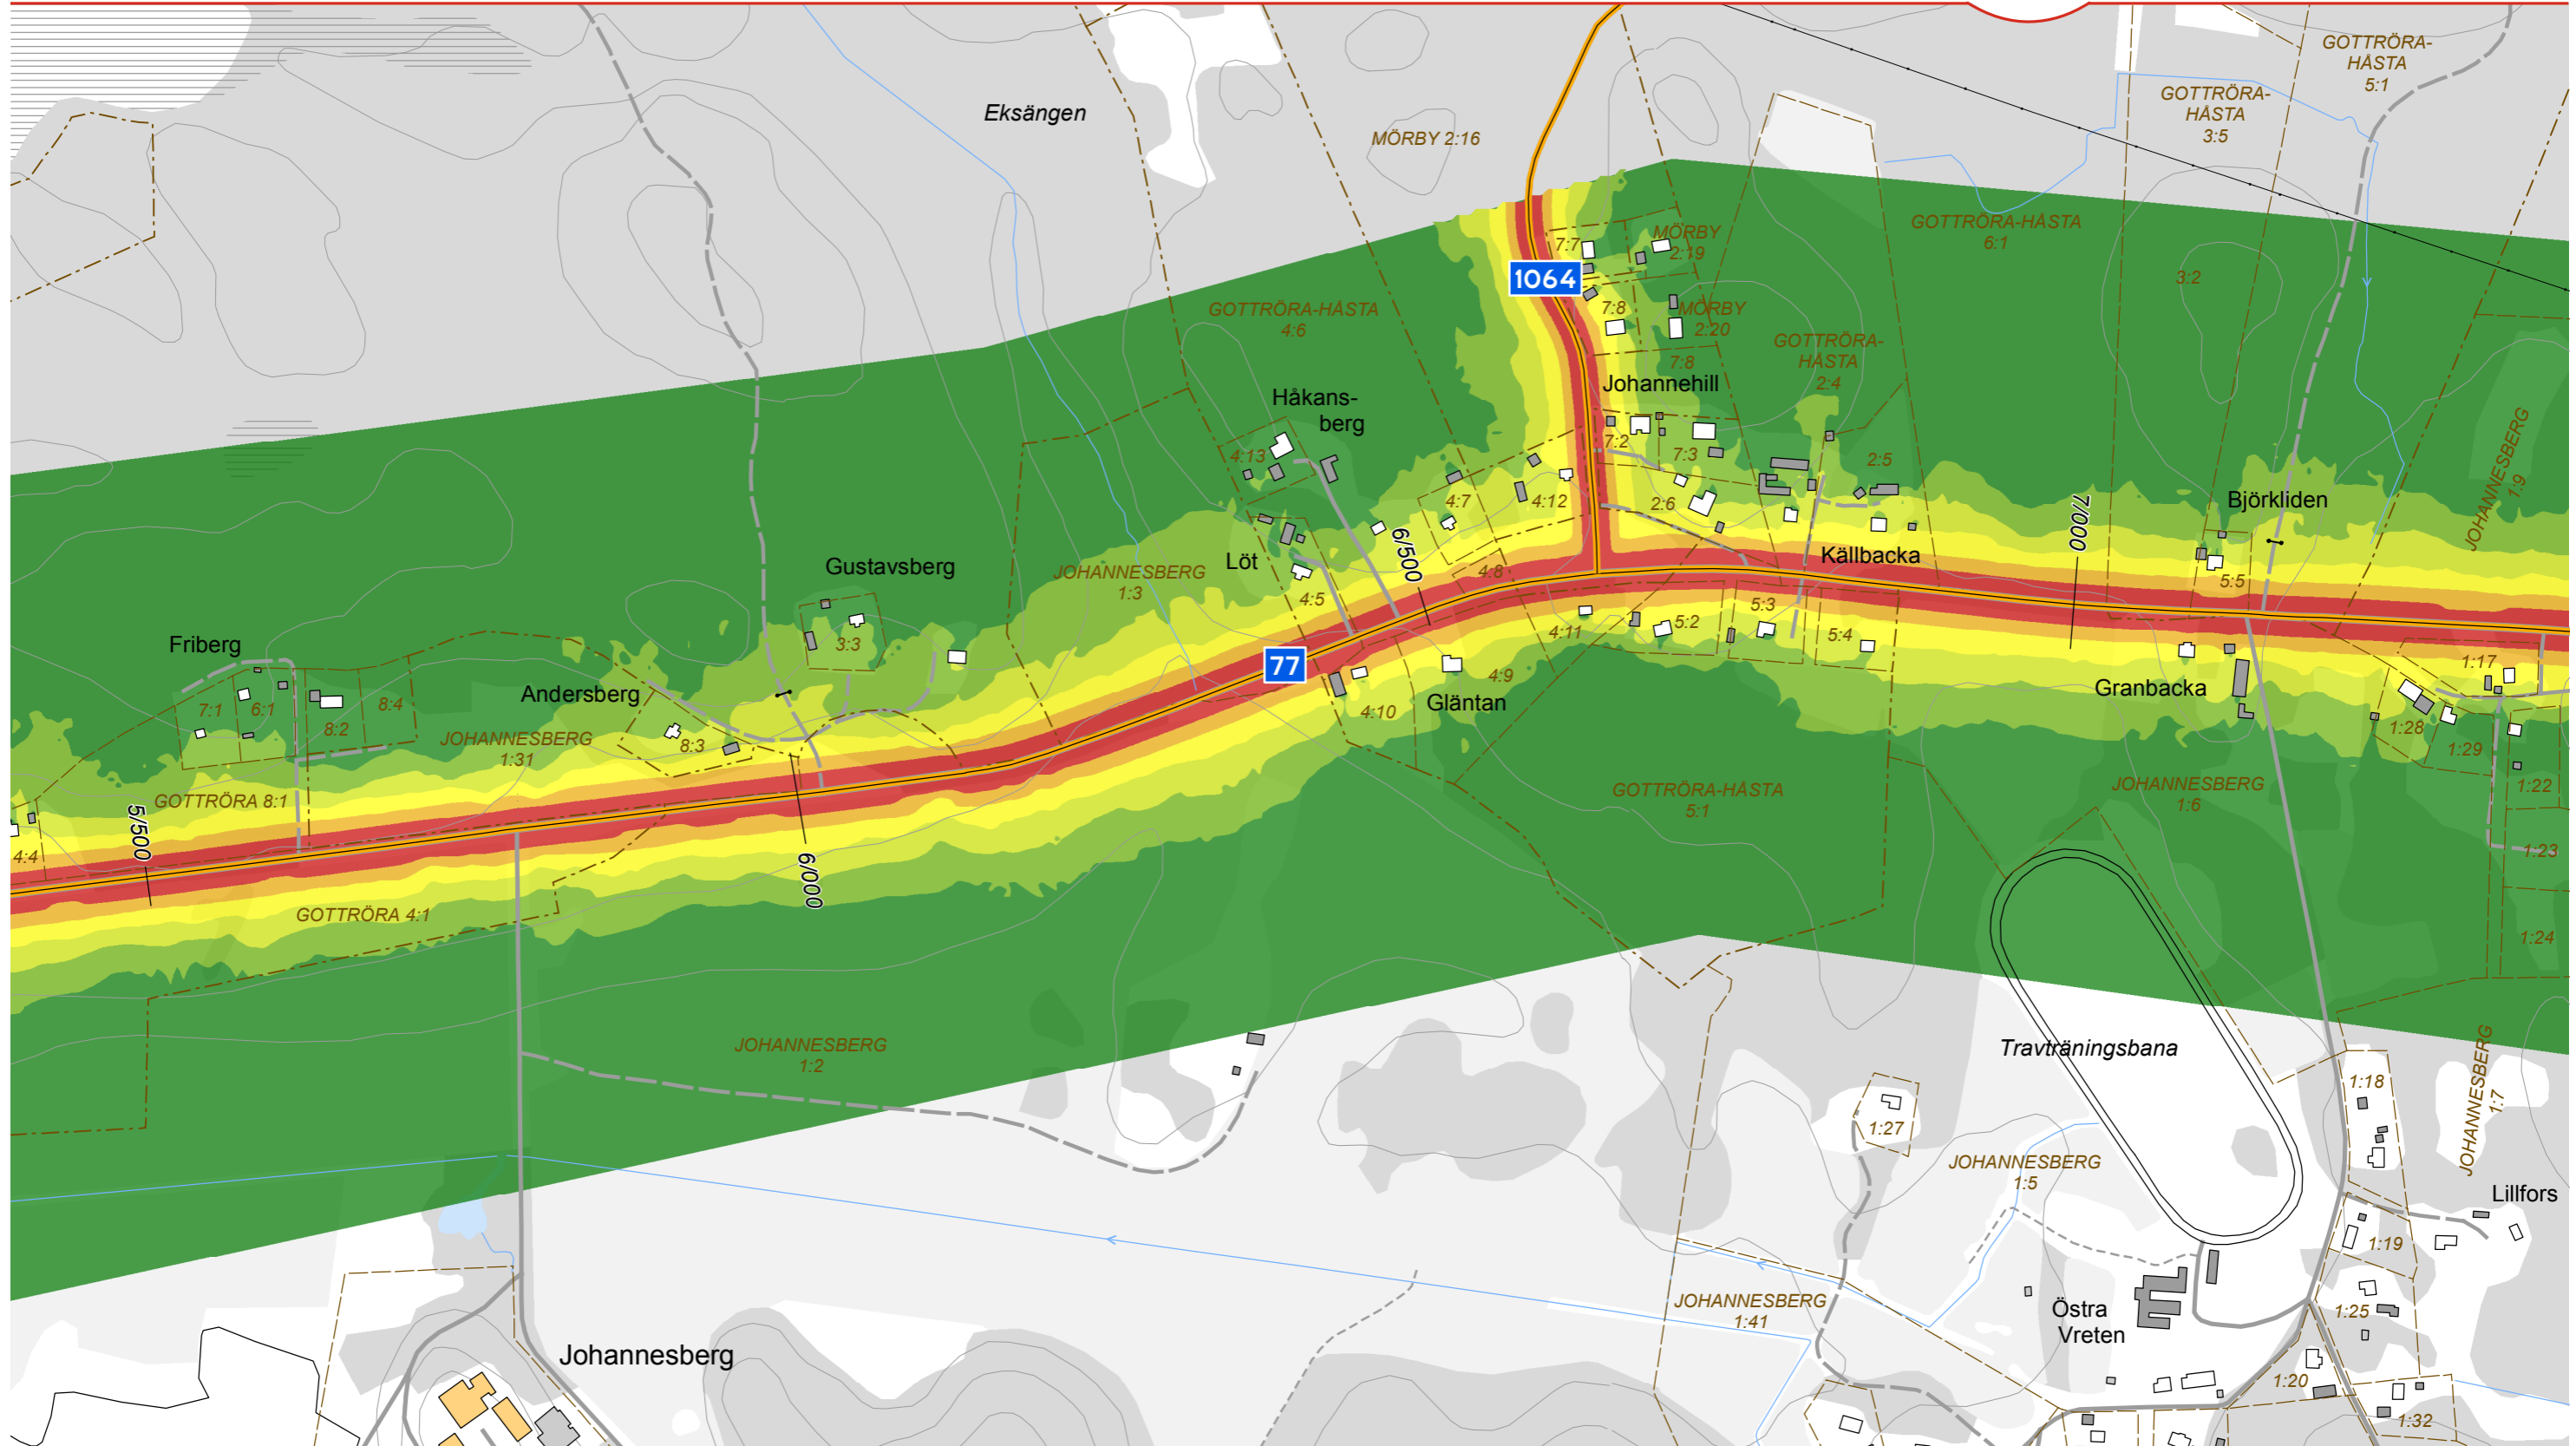 GOTTRÖRA-
HÅSTA
5:1
GOTTRÖRA-
HÅSTA
3:5
Eksängen
MÖRBY 2:16
GOTTRÖRA-HÅSTA
6:1
7:7
MÖRBY
2:19
1064
3:2
GOTTRÖRA-HÅSTA
4:6
7:8
MÖRBY
2:20
GOTTRÖRA-
HÅSTA
2:4
7:8
Johannehill
Håkans-
berg
7:2
7:3
4:13
2:5
JOHANNESBERG
1:9
4:7
4:12
2:6
Björkliden
7/000
6/500
Källbacka
Löt
Gustavsberg
JOHANNESBERG
1:3
4:8
4:5
5:5
5:3
5:2
5:4
4:11
Friberg
3:3
77
1:17
4:9
Andersberg
Granbacka
Gläntan
7:1
6:1
8:4
8:2
4:10
JOHANNESBERG
1:31
8:3
1:28
1:29
GOTTRÖRA-HÅSTA
5:1
JOHANNESBERG
1:6
1:22
GOTTRÖRA 8:1
5/500
4:4
6/000
1:23
GOTTRÖRA 4:1
1:24
JOHANNESBERG
1:2
Travträningsbana
1:18
JOHANNESBERG
1:7
1:27
JOHANNESBERG
1:5
Lillfors
1:19
JOHANNESBERG
1:41
Östra
Vreten
1:25
Johannesberg
1:20
1:32